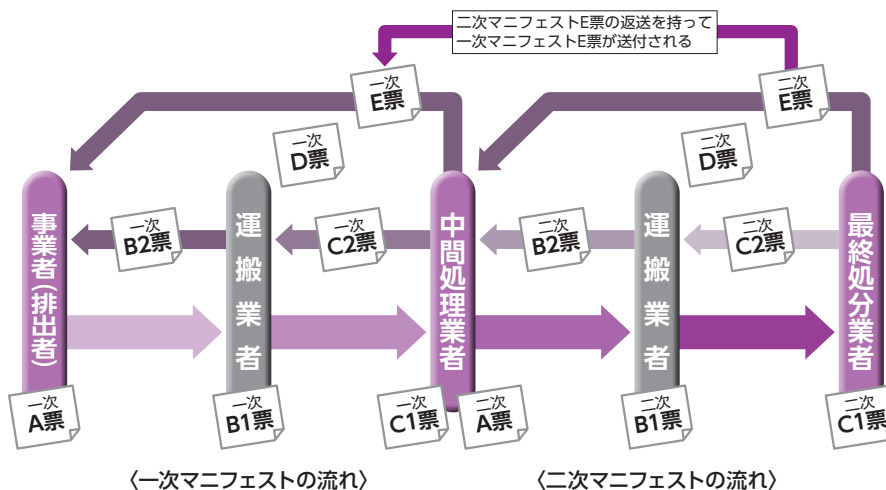 二次マニフェストE票の返送を持って
一次マニフェストE票が送付される
一次
E票
二次
E票
一次
D票
二次
D票
事業者(排出者)
一次
B2票
運搬業者
一次
C2票
中間処理業者
二次
B2票
運搬業者
二次
C2票
最終処分業者
一次
A票
一次
B1票
一次
C1票
二次
A票
二次
B1票
二次
C1票
〈一次マニフェストの流れ〉
〈二次マニフェストの流れ〉